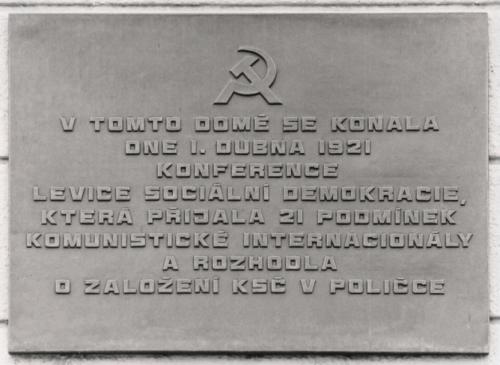 V TOMTO DOMĚ SE KONALA
DNE 1. DUBNA 1921
KONFERENCE
LEVICE SOCIÁLNÍ DEMOKRACIE,
KTERÁ PŘIJALA 21 PODMÍNEK
KOMUNISTICKÉ INTERNACIONÁLY
A ROZHODLA
O ZALOŽENÍ KSČ V POLIČCE